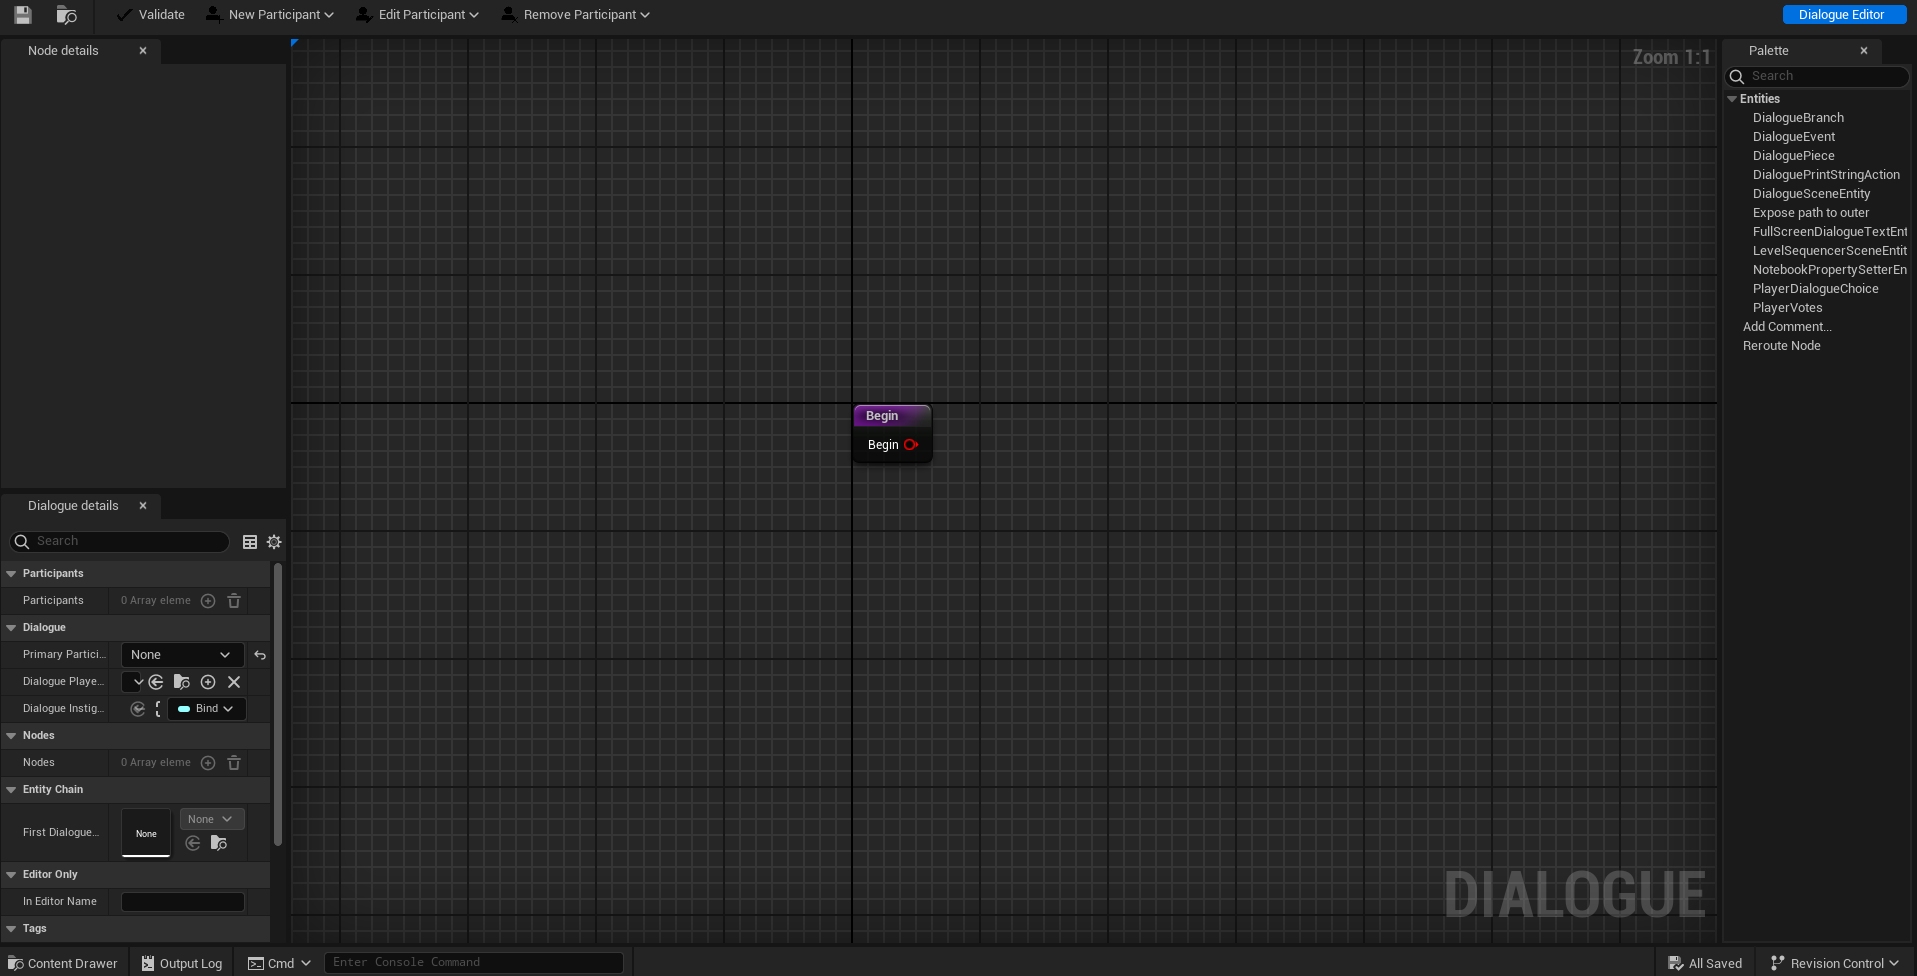 Validate
New Participant
Edit Participant
Remove Participant
Dialogue Editor
Node details
Zoom 1:1
Palette
Search
Entities
DialogueBranch
DialogueEvent
DialoguePiece
DialoguePrintStringAction
DialogueSceneEntity
Expose path to outer
FullScreenDialogueTextEnt
LevelSequencerSceneEntit
NotebookPropertySetterEn
PlayerDialogueChoice
PlayerVotes
Add Comment...
Reroute Node
Begin
Begin
Dialogue details
Search
Participants
Participants 0 Array eleme
Dialogue
Primary Partici... None
Dialogue Playe...
Dialogue Instig... Bind
Nodes
Nodes 0 Array eleme
Entity Chain
First Dialogue... None None
Editor Only
In Editor Name
Tags
DIALOGUE
Content Drawer
Output Log
Cmd
Enter Console Command
All Saved
Revision Control